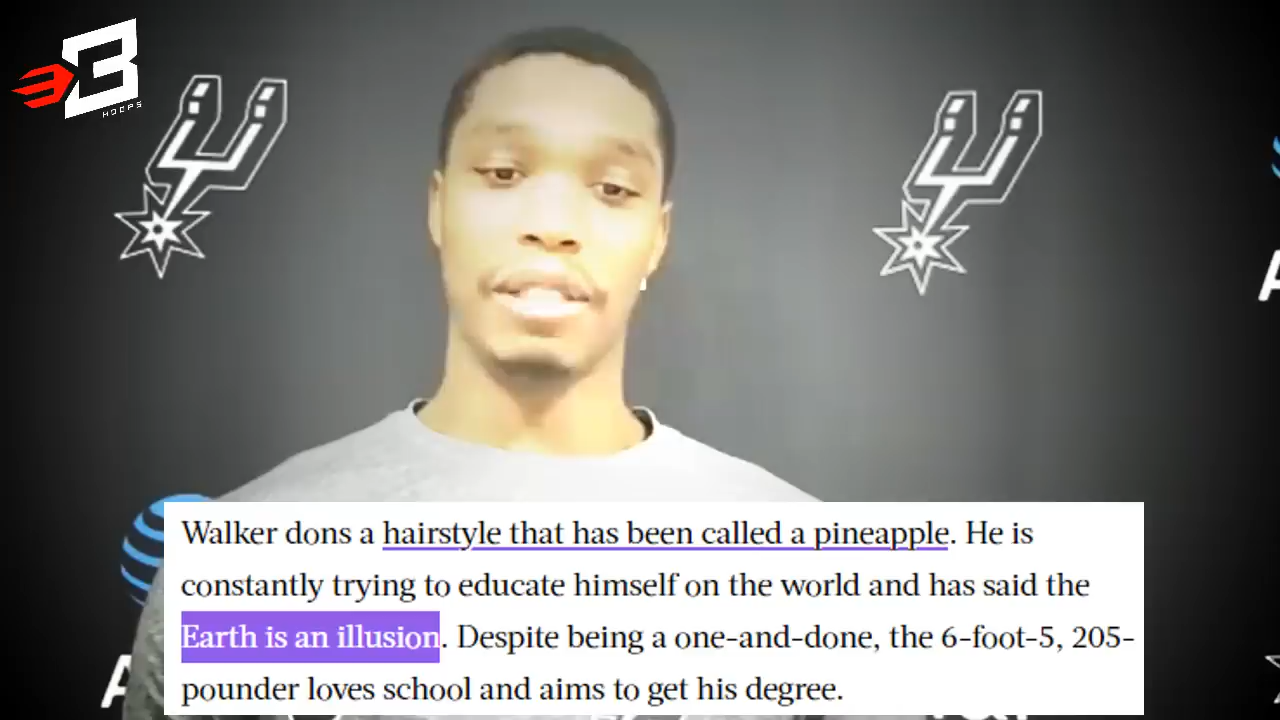 B
HOOPS
Walker dons a hairstyle that has been called a pineapple. He is
constantly trying to educate himself on the world and has said the
Earth is an illusion. Despite being a one-and-done, the 6-foot-5, 205-
pounder loves school and aims to get his degree.